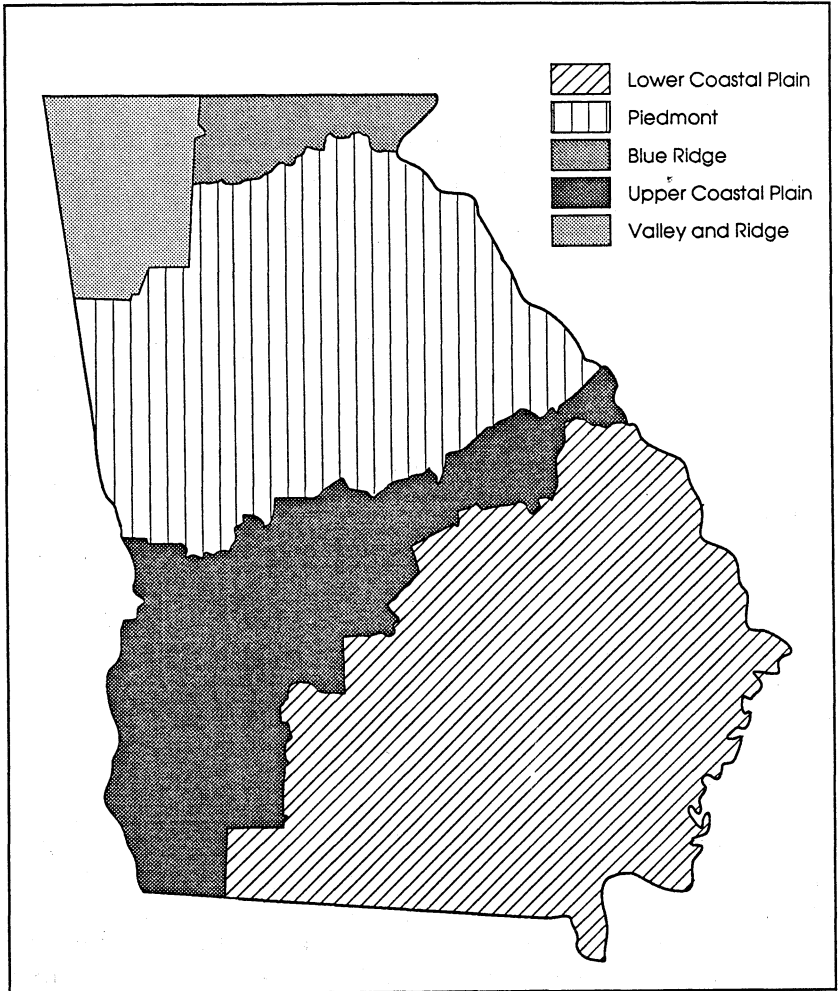 Lower Coastal Plain
Piedmont
Blue Ridge
Upper Coastal Plain
Valley and Ridge